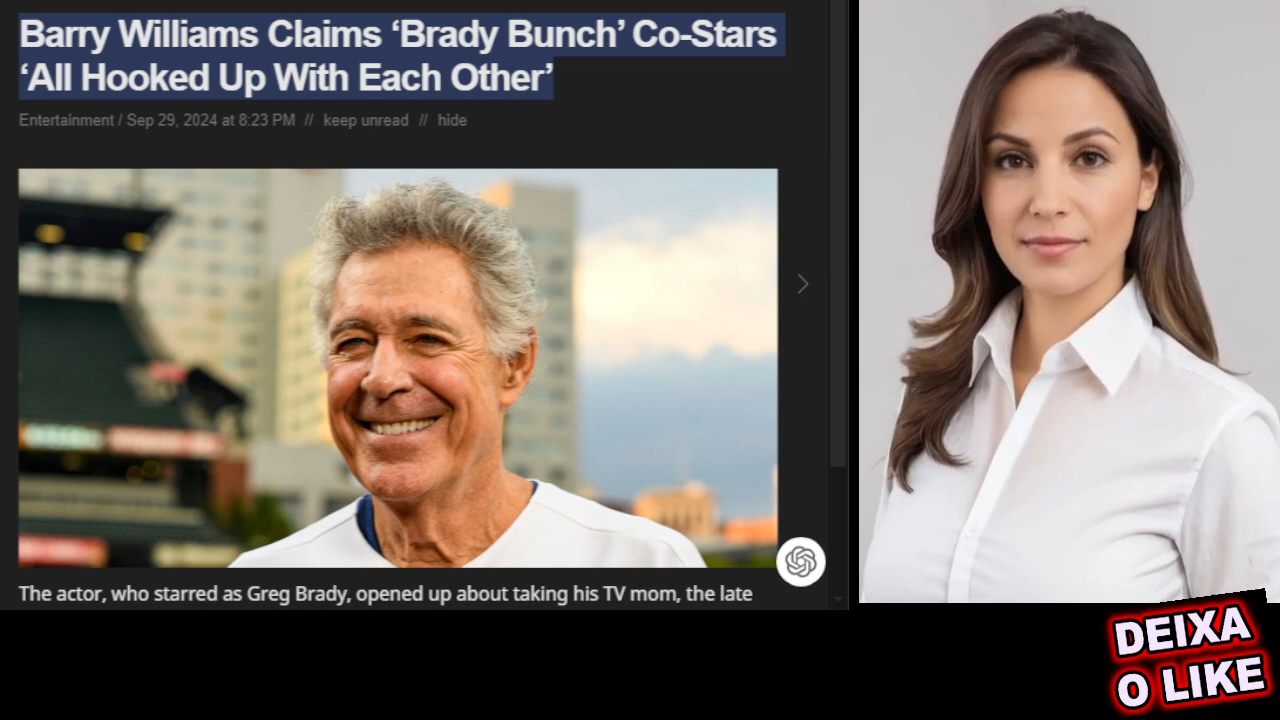 Barry Williams Claims ‘Brady Bunch’ Co-Stars
‘All Hooked Up With Each Other’
Entertainment / Sep 29, 2024 at 8:23 PM // keep unread // hide
The actor, who starred as Greg Brady, opened up about taking his TV mom, the late
DEIXA
O LIKE